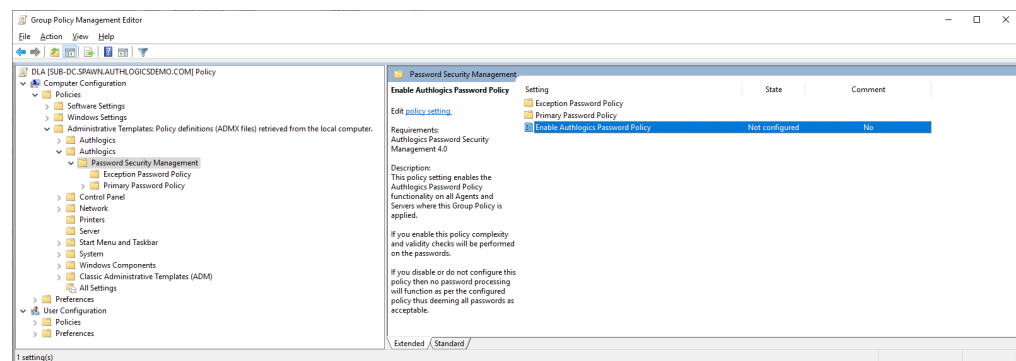 Group Policy Management Editor
File Action View Help
DLA [SUB-DC.SPAWN.AUTHLOGICSDEMO.COM] Policy
Computer Configuration
Policies
Software Settings
Windows Settings
Administrative Templates: Policy definitions (ADMX files) retrieved from the local computer.
Authlogics
Authlogics
Password Security Management
Exception Password Policy
Primary Password Policy
Control Panel
Network
Printers
Server
Start Menu and Taskbar
System
Windows Components
Classic Administrative Templates (ADM)
All Settings
Preferences
User Configuration
Policies
Preferences
Password Security Management
Enable Authlogics Password Policy
Edit policy setting
Requirements:
Authlogics Password Security
Management 4.0
Description:
This policy setting enables the
Authlogics Password Policy
functionality on all Agents and
Servers where this Group Policy is
applied.
If you enable this policy complexity
and validity checks will be performed
on the passwords.
If you disable or do not configure this
policy then no password processing
will function as per the configured
policy thus deeming all passwords as
acceptable.
Setting State Comment
Exception Password Policy
Primary Password Policy
Enable Authlogics Password Policy Not configured No
Extended Standard
1 setting(s)